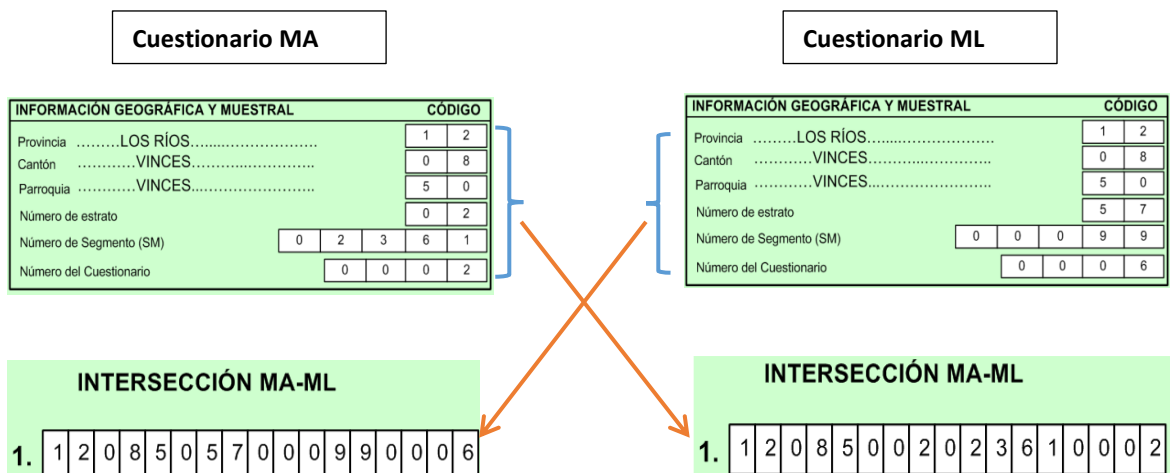 Cuestionario MA
INFORMACIÓN GEOGRÁFICA Y MUESTRAL CÓDIGO
Provincia .........LOS RÍOS......................... 1 2
Cantón ............VINCES......................... 0 8
Parroquia ............VINCES......................... 5 0
Número de estrato 0 2
Número de Segmento (SM) 0 2 3 6 1
Número del Cuestionario 0 0 0 2
Cuestionario ML
INFORMACIÓN GEOGRÁFICA Y MUESTRAL CÓDIGO
Provincia .........LOS RÍOS......................... 1 2
Cantón ............VINCES......................... 0 8
Parroquia ............VINCES......................... 5 0
Número de estrato 5 7
Número de Segmento (SM) 0 0 0 9 9
Número del Cuestionario 0 0 0 6
INTERSECCIÓN MA-ML
1. 1 2 0 8 5 0 5 7 0 0 0 9 9 0 0 0 6
INTERSECCIÓN MA-ML
1. 1 2 0 8 5 0 0 2 0 2 3 6 1 0 0 0 2